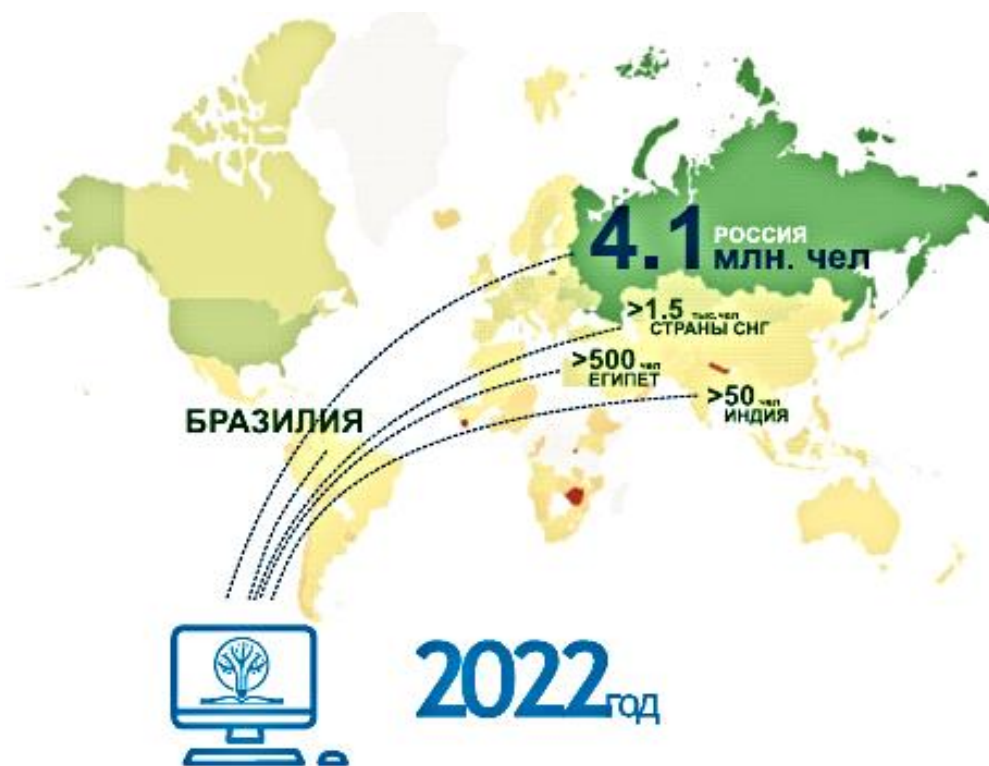 4.1 РОССИЯ
млн. чел
>1.5 тыс.чел
СТРАНЫ СНГ
>500 чел
ЕГИПЕТ
>50 чел
ИНДИЯ
БРАЗИЛИЯ
2022год